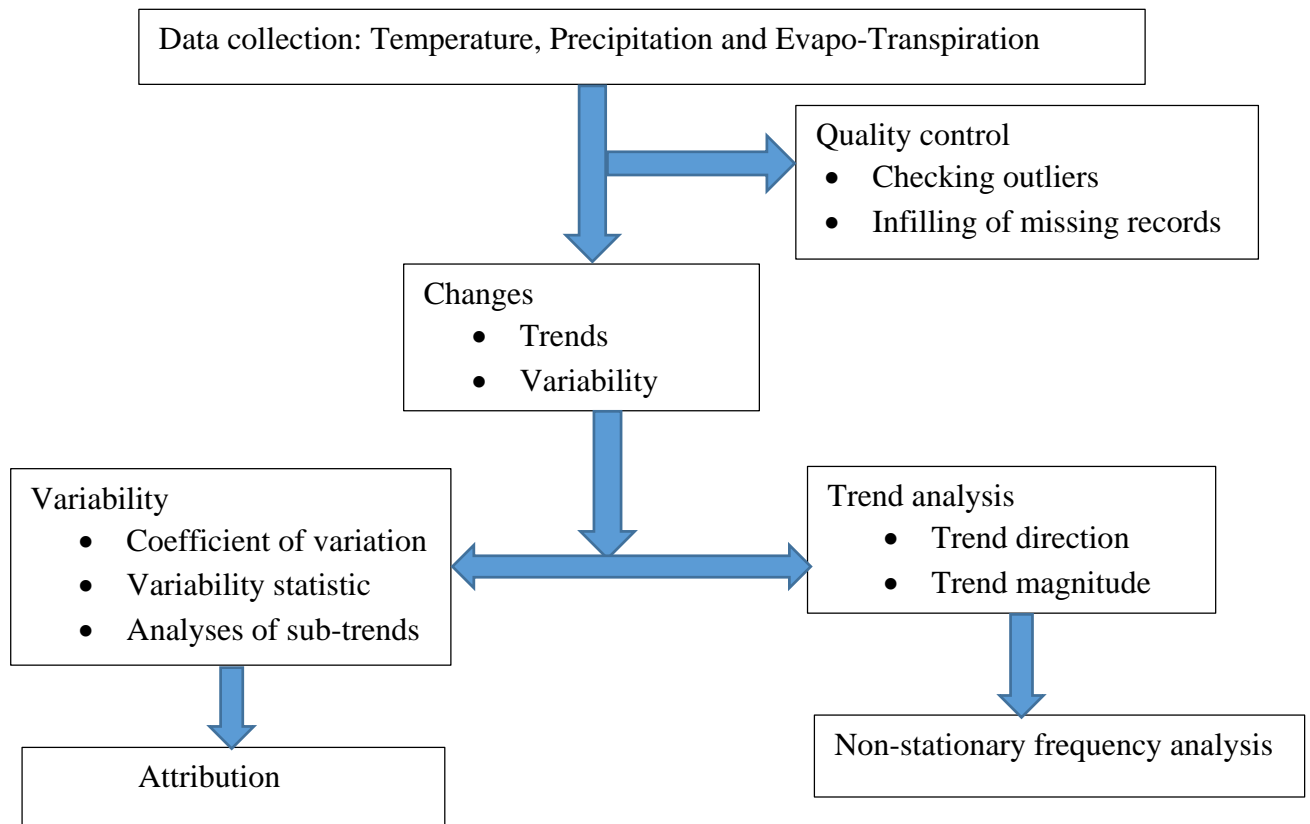 Data collection: Temperature, Precipitation and Evapo-Transpiration
Quality control
• Checking outliers
• Infilling of missing records
Changes
• Trends
• Variability
Variability
• Coefficient of variation
• Variability statistic
• Analyses of sub-trends
Trend analysis
• Trend direction
• Trend magnitude
Attribution
Non-stationary frequency analysis